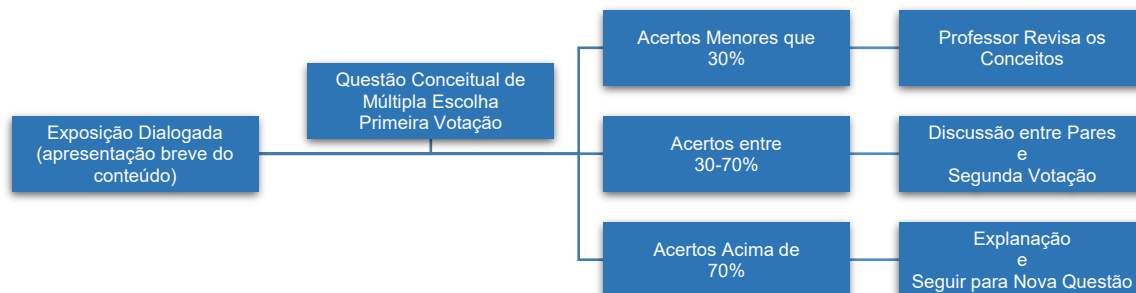 Exposição Dialogada
(apresentação breve do
conteúdo)
Questão Conceitual de
Múltipla Escolha
Primeira Votação
Acertos Menores que
30%
Professor Revisa os
Conceitos
Acertos entre
30-70%
Discussão entre Pares
e
Segunda Votação
Acertos Acima de
70%
Explanação
e
Seguir para Nova Questão